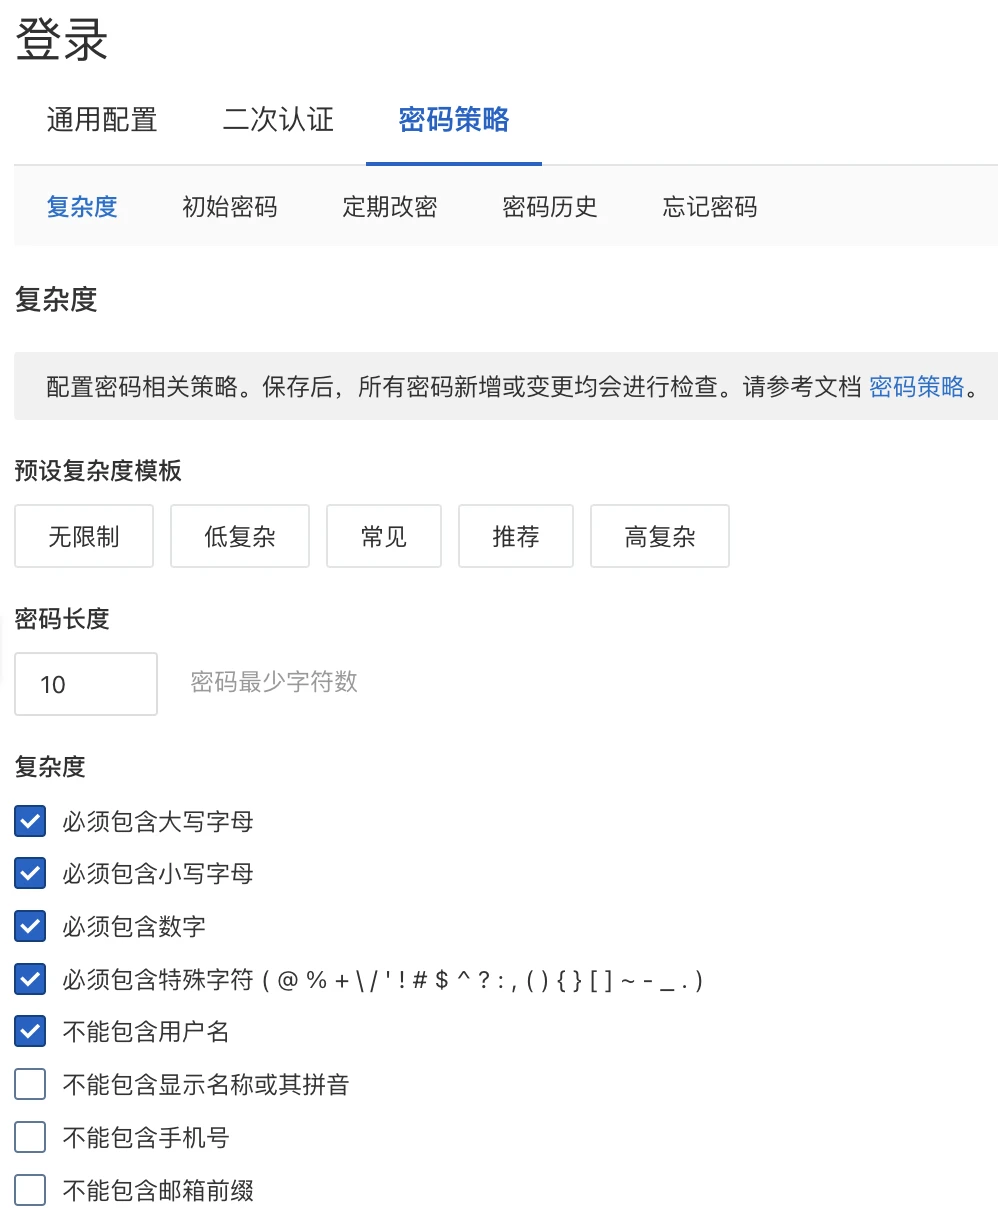 登录
通用配置 二次认证 密码策略
复杂度 初始密码 定期改密 密码历史 忘记密码
复杂度
配置密码相关策略。保存后，所有密码新增或变更均会进行检查。请参考文档 密码策略。
预设复杂度模板
无限制 低复杂 常见 推荐 高复杂
密码长度
10 密码最少字符数
复杂度
必须包含大写字母
必须包含小写字母
必须包含数字
必须包含特殊字符 ( @ % + \ / ' ! # $ ^ ? : , ( ) { } [ ] ~ - _ . )
不能包含用户名
不能包含显示名称或其拼音
不能包含手机号
不能包含邮箱前缀